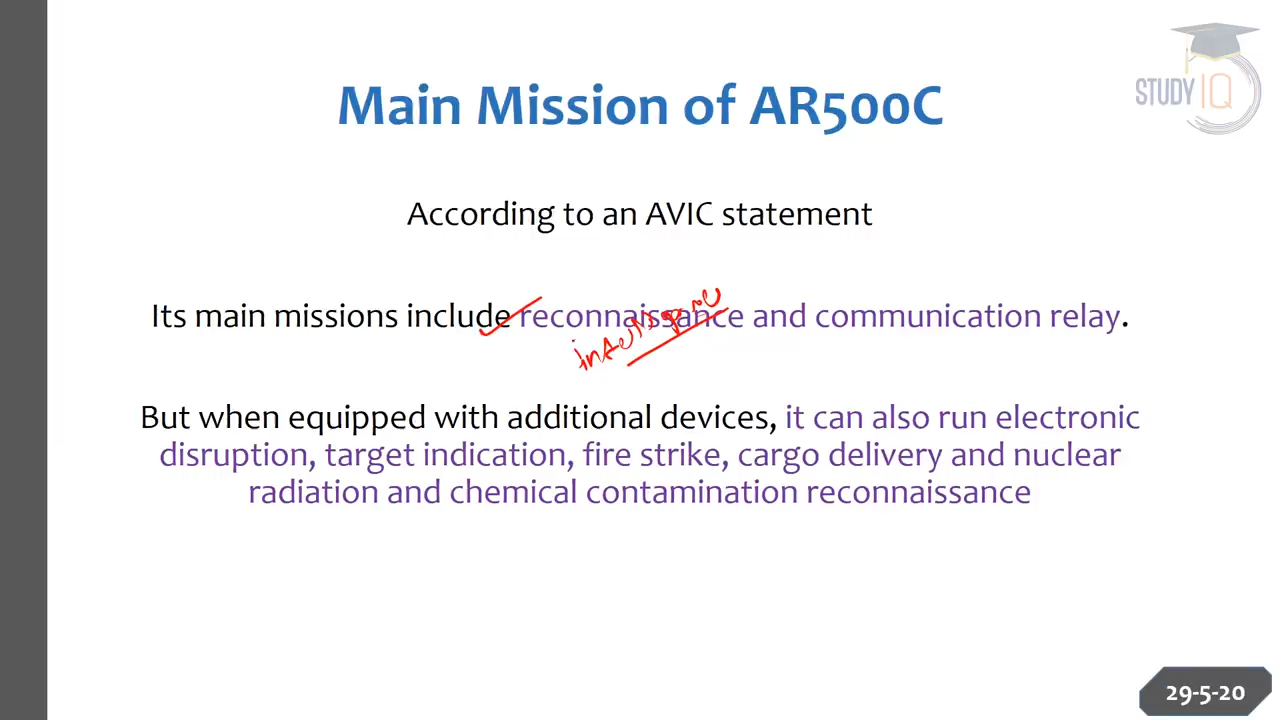 STUDY IQ
Main Mission of AR500C
According to an AVIC statement
Its main missions include reconnaissance and communication relay.
But when equipped with additional devices, it can also run electronic
disruption, target indication, fire strike, cargo delivery and nuclear
radiation and chemical contamination reconnaissance
29-5-20